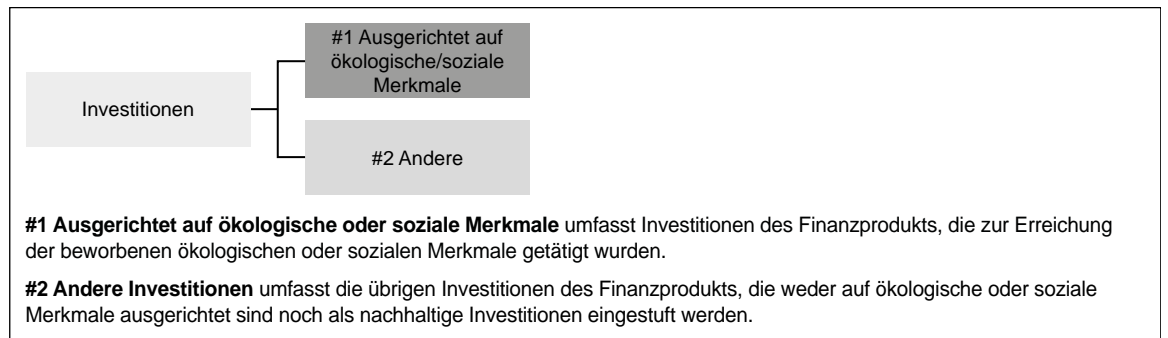 #1 Ausgerichtet auf
ökologische/soziale
Merkmale
Investitionen
#2 Andere
#1 Ausgerichtet auf ökologische oder soziale Merkmale umfasst Investitionen des Finanzprodukts, die zur Erreichung
der beworbenen ökologischen oder sozialen Merkmale getätigt wurden.
#2 Andere Investitionen umfasst die übrigen Investitionen des Finanzprodukts, die weder auf ökologische oder soziale
Merkmale ausgerichtet sind noch als nachhaltige Investitionen eingestuft werden.